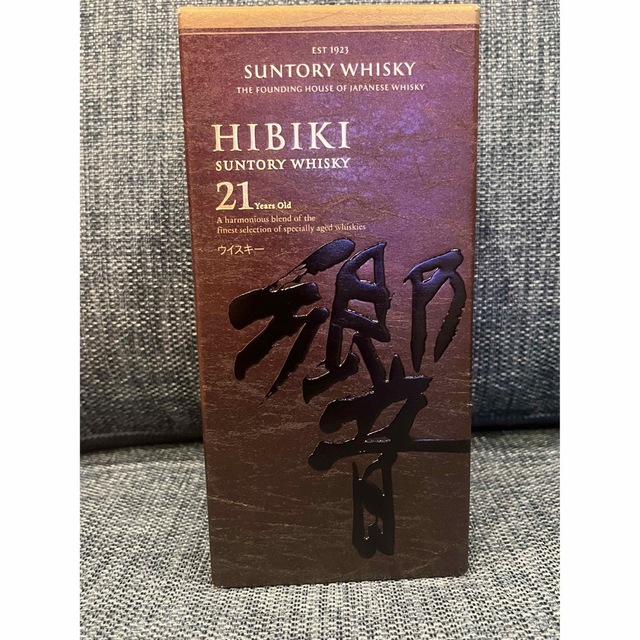 EST 1923
SUNTORY WHISKY
THE FOUNDING HOUSE OF JAPANESE WHISKY
HIBIKI
SUNTORY WHISKY
21 Years Old
A harmonious blend of the
finest selection of specially aged whiskies
ウイスキー
響